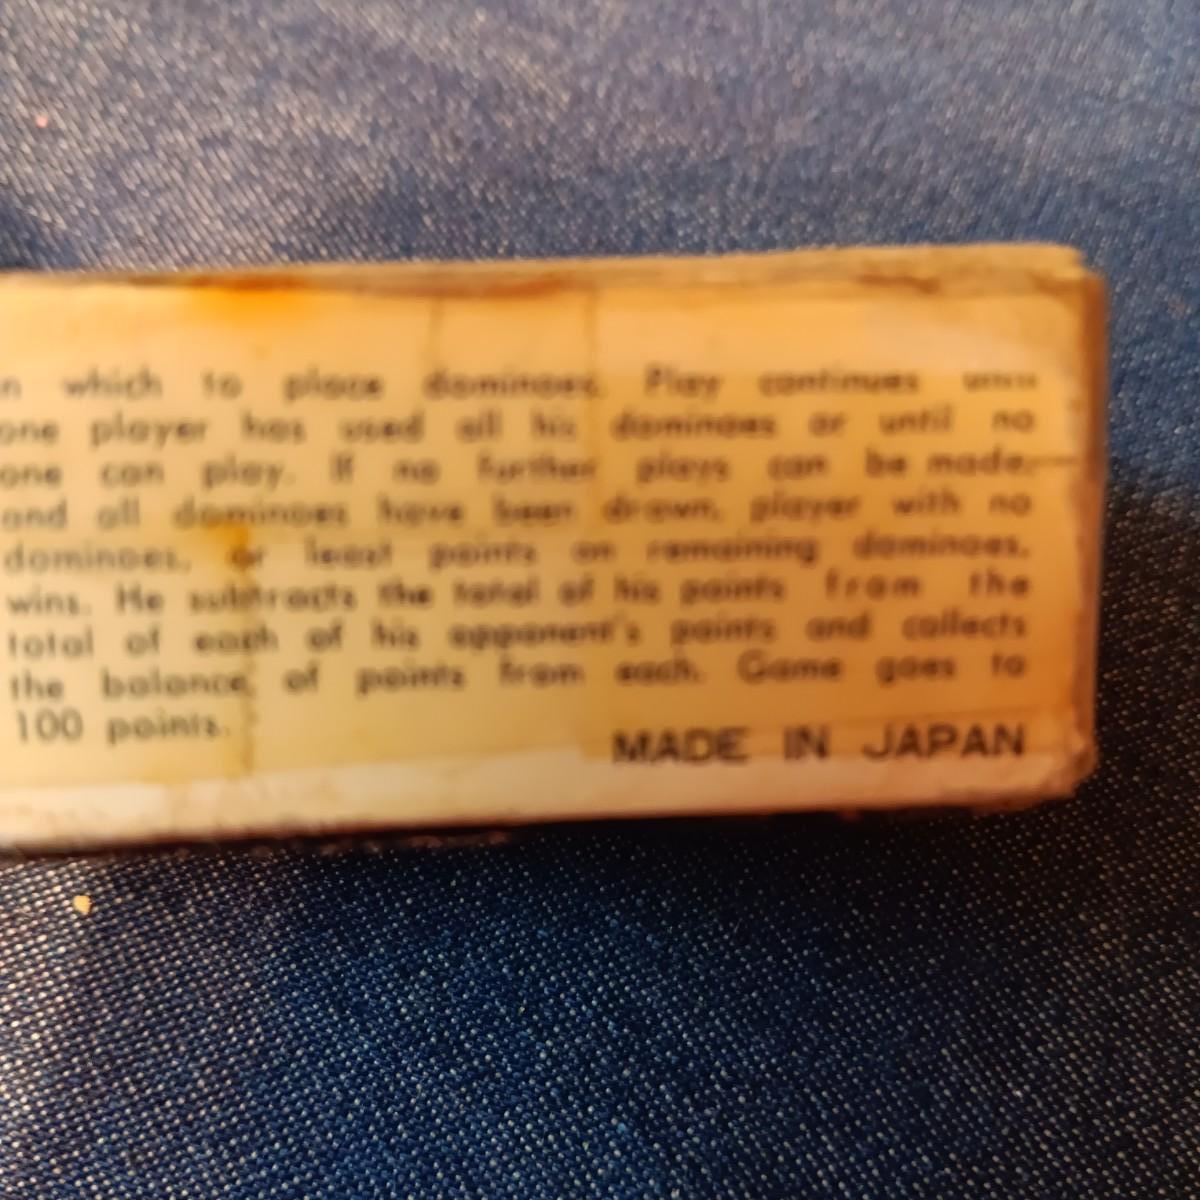 n which to place dominoes. Play continues until
one player has used all his dominoes or until no
one can play. If no further plays can be made,
and all dominoes have been drawn, player with no
dominoes, or least points on remaining dominoes,
wins. He subtracts the total of his points from the
total of each of his opponent's points and collects
the balance of points from each. Game goes to
100 points.
MADE IN JAPAN